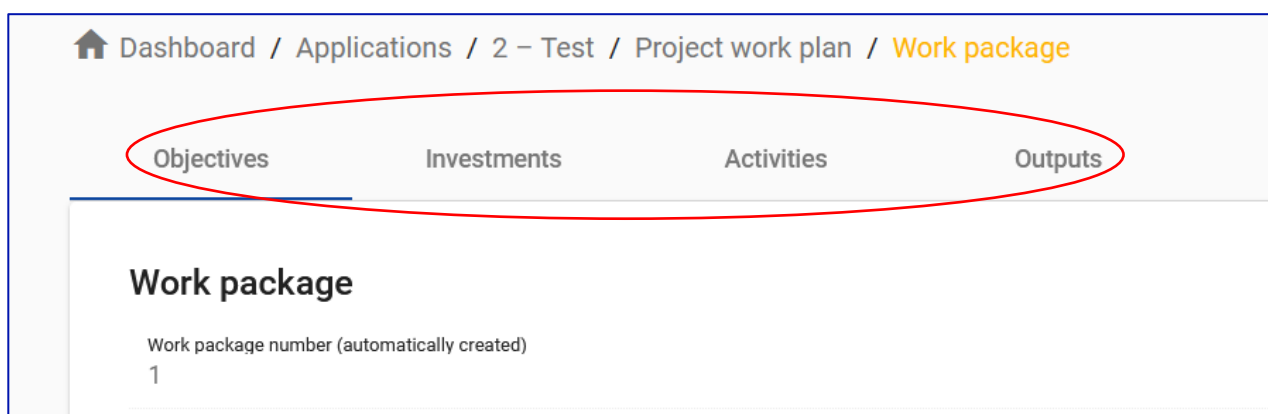 Dashboard / Applications / 2 – Test / Project work plan / Work package
Objectives Investments Activities Outputs
Work package
Work package number (automatically created)
1